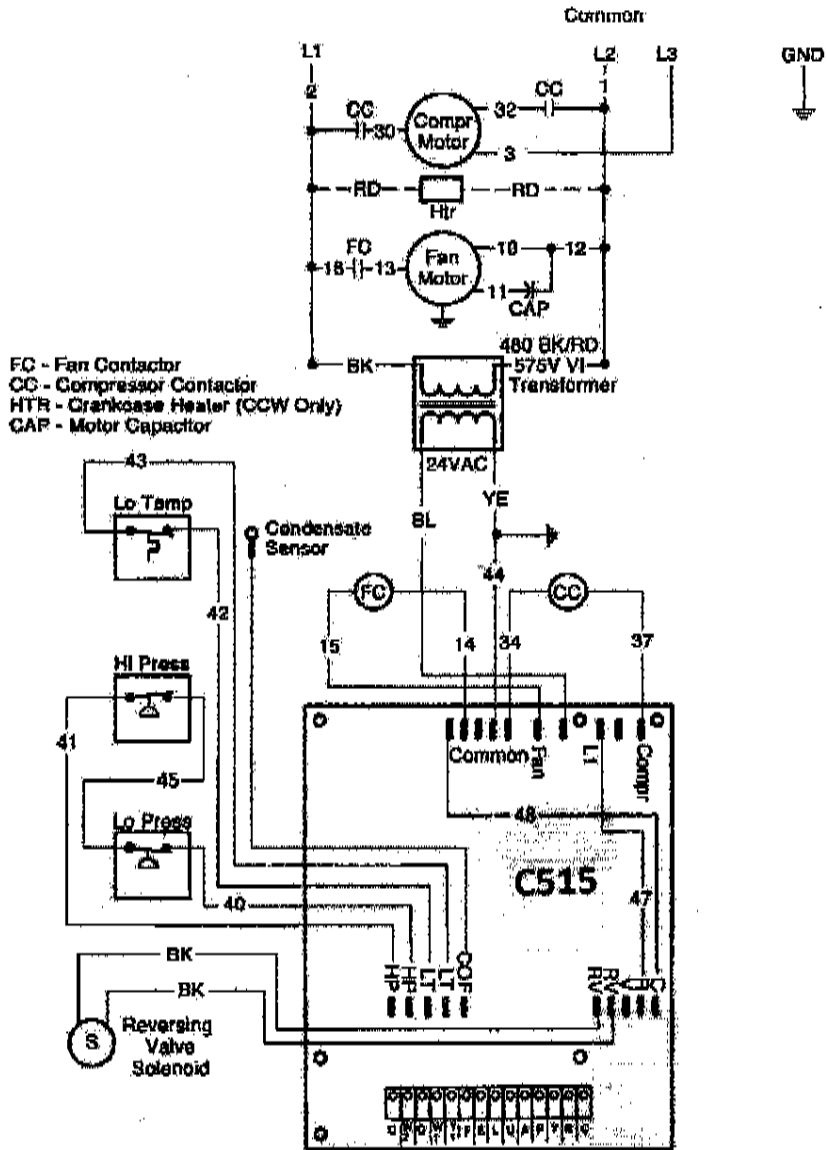 Common
L1
L2
L3
GND
2
1
CC
32
CC
30
Compr
Motor
3
RD
RD
Htr
FC
10
12
Fan
Motor
13
11
CAP
480 BK/RD
BK
575V VI
Transformer
FC - Fan Contactor
CC - Compressor Contactor
HTR - Crankcase Heater (CCW Only)
CAP - Motor Capacitor
24VAC
43
Lo Temp
BL
YE
Condensate
Sensor
FC
44
CC
42
15
14
34
37
Hi Press
41
Common
Fan
L1
Compr
45
48
Lo Press
C515
47
40
HP
HP
LT
LT
COF
RV
RV
BK
BK
S
Reversing
Valve
Solenoid